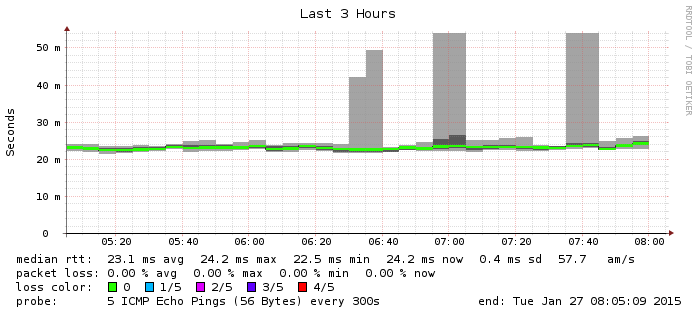 Last 3 Hours
RRDTOOL / TOBI OETIKER
Seconds
50 m
40 m
30 m
20 m
10 m
0
05:20 05:40 06:00 06:20 06:40 07:00 07:20 07:40 08:00
median rtt: 23.1 ms avg 24.2 ms max 22.5 ms min 24.2 ms now 0.4 ms sd 57.7 am/s
packet loss: 0.00 % avg 0.00 % max 0.00 % min 0.00 % now
loss color: 0 1/5 2/5 3/5 4/5
probe: 5 ICMP Echo Pings (56 Bytes) every 300s end: Tue Jan 27 08:05:09 2015